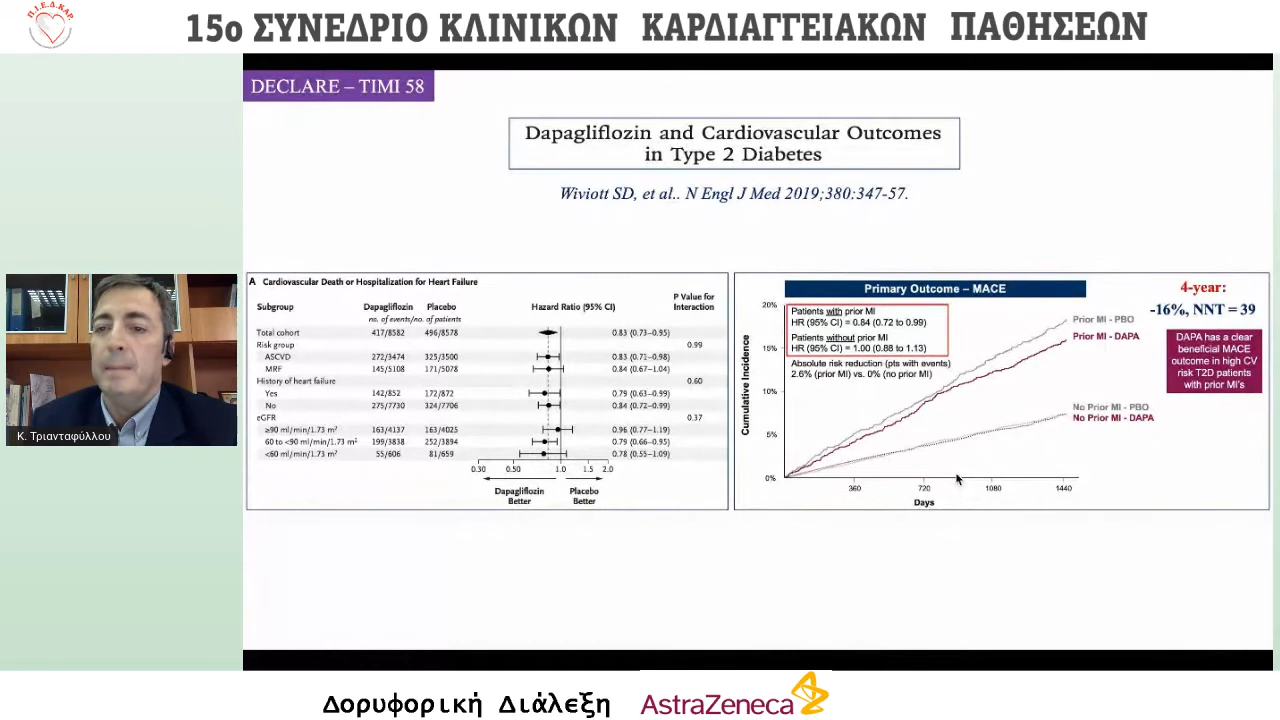 Π.Ι.Ε.Δ.ΚΑΡ.
15ο ΣΥΝΕΔΡΙΟ ΚΛΙΝΙΚΩΝ ΚΑΡΔΙΑΓΓΕΙΑΚΩΝ ΠΑΘΗΣΕΩΝ
DECLARE – TIMI 58
Dapagliflozin and Cardiovascular Outcomes
in Type 2 Diabetes
Wiviott SD, et al.. N Engl J Med 2019;380:347-57.
A Cardiovascular Death or Hospitalization for Heart Failure
Subgroup Dapagliflozin Placebo Hazard Ratio (95% CI) P Value for Interaction
no. of events/no. of patients
Total cohort 417/8582 496/8578 0.83 (0.73–0.95)
Risk group 0.99
ASCVD 272/3474 325/3500 0.83 (0.71–0.98)
MRF 145/5108 171/5078 0.84 (0.67–1.04)
History of heart failure 0.60
Yes 142/852 172/872 0.79 (0.63–0.99)
No 275/7730 324/7706 0.84 (0.72–0.99)
eGFR 0.37
≥90 ml/min/1.73 m² 163/4137 163/4025 0.96 (0.77–1.19)
60 to <90 ml/min/1.73 m² 199/3838 252/3894 0.79 (0.66–0.95)
<60 ml/min/1.73 m² 55/606 81/659 0.78 (0.55–1.09)
0.30 0.50 1.0 1.5 2.0
Dapagliflozin Better Placebo Better
Primary Outcome – MACE
Patients with prior MI
HR (95% CI) = 0.84 (0.72 to 0.99)
Patients without prior MI
HR (95% CI) = 1.00 (0.88 to 1.13)
Absolute risk reduction (pts with events)
2.6% (prior MI) vs. 0% (no prior MI)
Cumulative Incidence
20%
15%
10%
5%
0%
360 720 1080 1440
Days
Prior MI - PBO
Prior MI - DAPA
No Prior MI - PBO
No Prior MI - DAPA
4-year:
-16%, NNT = 39
DAPA has a clear
beneficial MACE
outcome in high CV
risk T2D patients
with prior MI's
Κ. Τριανταφύλλου
Δορυφορική Διάλεξη
AstraZeneca